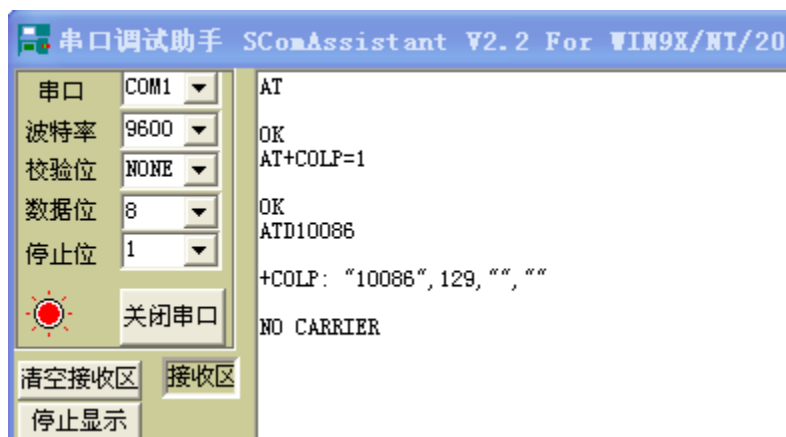 串口调试助手 SComAssistant V2.2 For WIN9X/NT/20
串口 COM1
波特率 9600
校验位 NONE
数据位 8
停止位 1
关闭串口
清空接收区 接收区
停止显示
AT
OK
AT+COLP=1
OK
ATD10086
+COLP: "10086",129,"",""
NO CARRIER